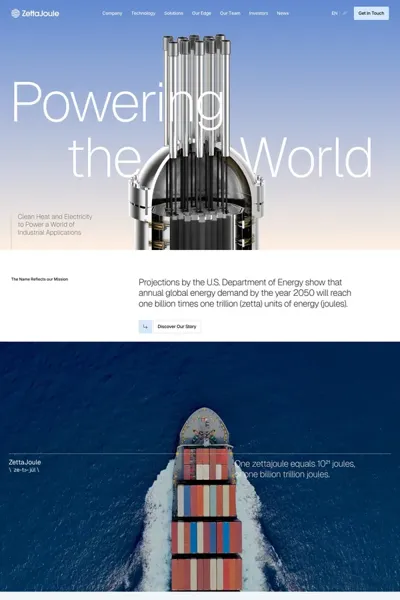 ZettaJoule
Company Technology Solutions Our Edge Our Team Investors News
EN
Get in Touch
Powering
the World
Clean Heat and Electricity
to Power a World of
Industrial Applications
The Name Reflects our Mission
Projections by the U.S. Department of Energy show that
annual global energy demand by the year 2050 will reach
one billion times one trillion (zetta) units of energy (joules).
Discover Our Story
ZettaJoule
One zettajoule equals 10²¹ joules,
one billion trillion joules.